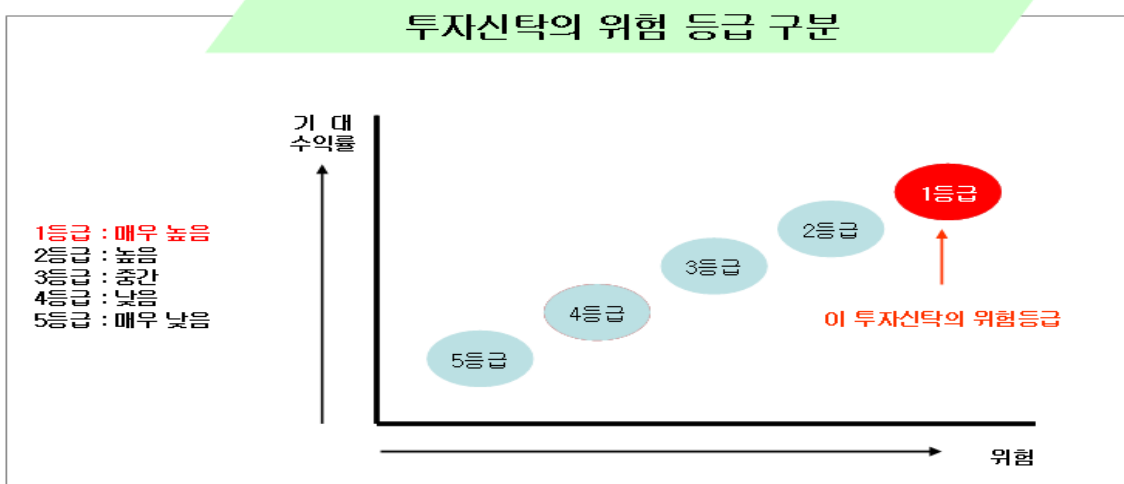 투자신탁의 위험 등급 구분
기 대
수익률
1등급 : 매우 높음
2등급 : 높음
3등급 : 중간
4등급 : 낮음
5등급 : 매우 낮음
1등급
2등급
3등급
4등급
5등급
이 투자신탁의 위험등급
위험